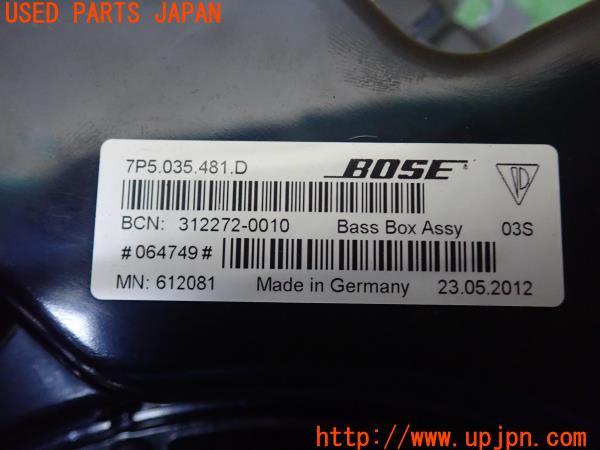 USED PARTS JAPAN
7P5.035.481.D BOSE ®
BCN: 312272-0010 Bass Box Assy 03S
#064749#
MN: 612081 Made in Germany 23.05.2012
http://www.upjpn.com/